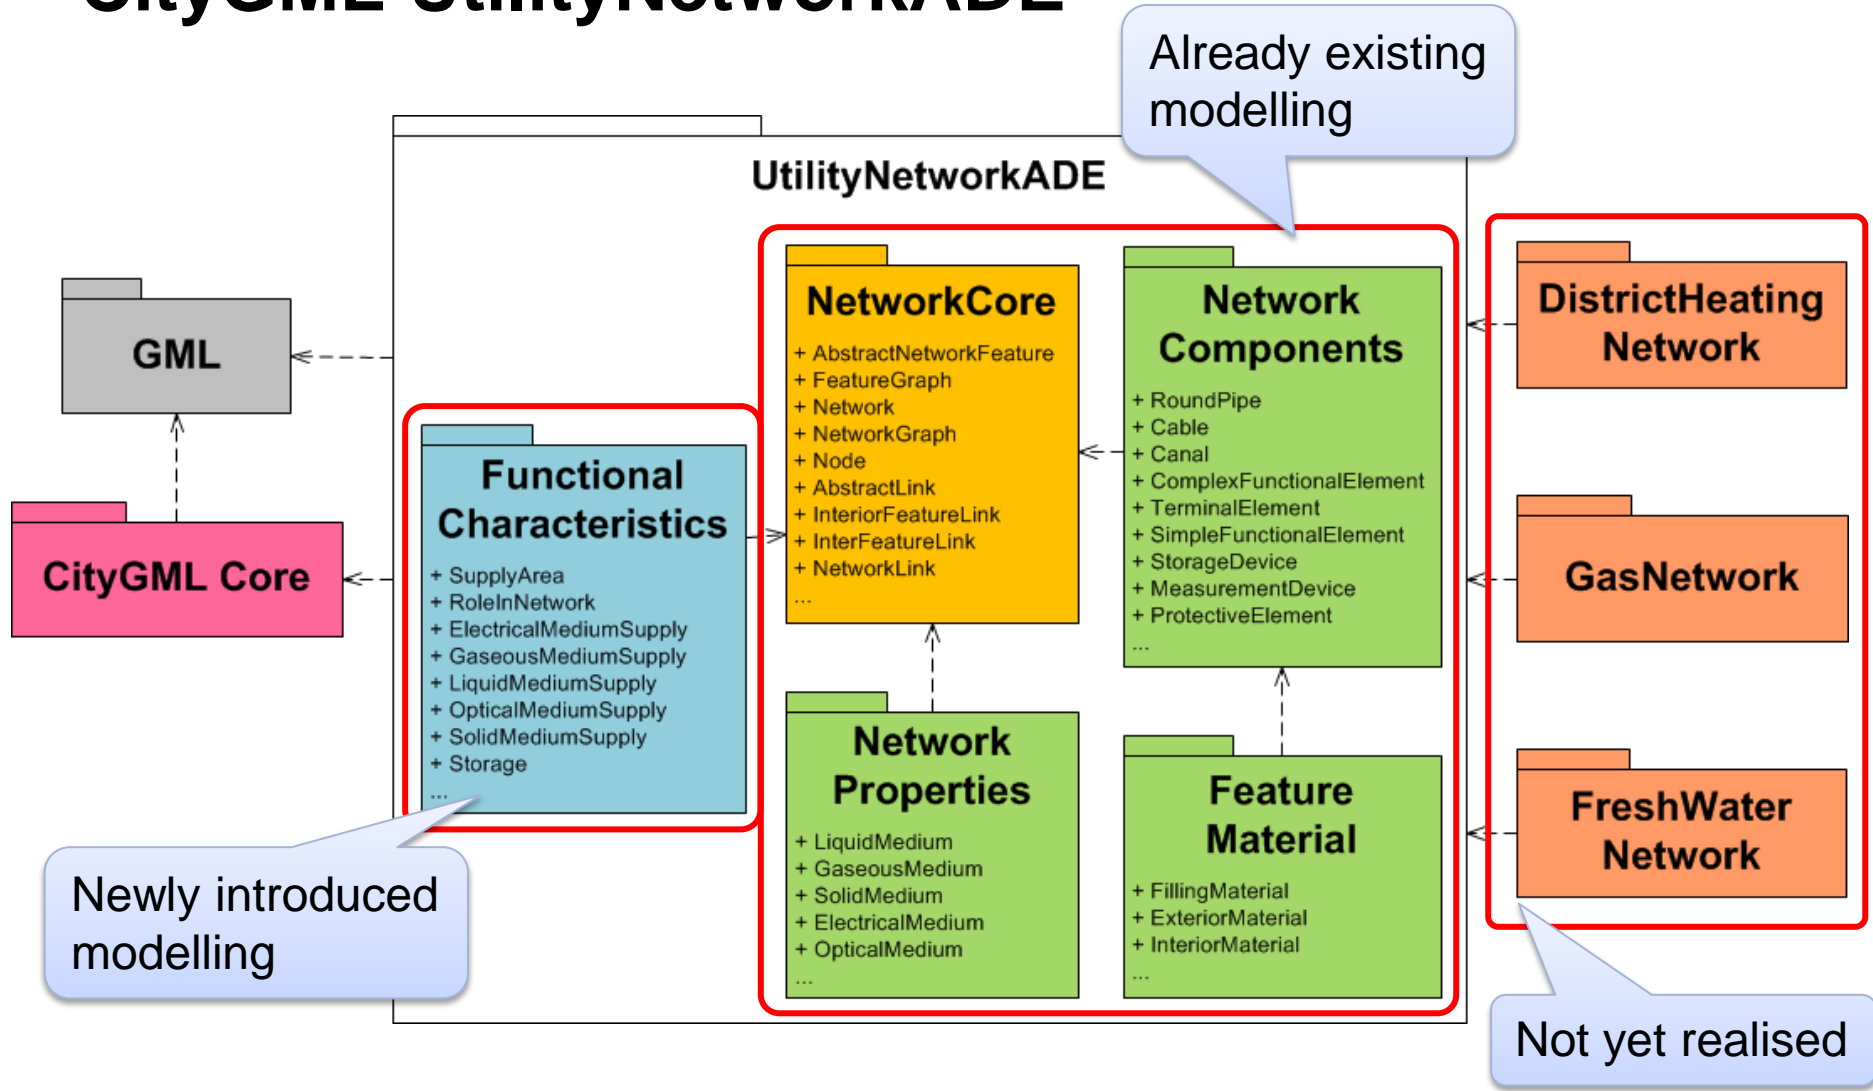 CityGML UtilityNetworkADE
Already existing
modelling
UtilityNetworkADE
GML
CityGML Core
Functional
Characteristics
+ SupplyArea
+ RoleInNetwork
+ ElectricalMediumSupply
+ GaseousMediumSupply
+ LiquidMediumSupply
+ OpticalMediumSupply
+ SolidMediumSupply
+ Storage
...
Newly introduced
modelling
NetworkCore
+ AbstractNetworkFeature
+ FeatureGraph
+ Network
+ NetworkGraph
+ Node
+ AbstractLink
+ InteriorFeatureLink
+ InterFeatureLink
+ NetworkLink
...
Network
Components
+ RoundPipe
+ Cable
+ Canal
+ ComplexFunctionalElement
+ TerminalElement
+ SimpleFunctionalElement
+ StorageDevice
+ MeasurementDevice
+ ProtectiveElement
...
Network
Properties
+ LiquidMedium
+ GaseousMedium
+ SolidMedium
+ ElectricalMedium
+ OpticalMedium
...
Feature
Material
+ FillingMaterial
+ ExteriorMaterial
+ InteriorMaterial
...
DistrictHeating
Network
GasNetwork
FreshWater
Network
Not yet realised